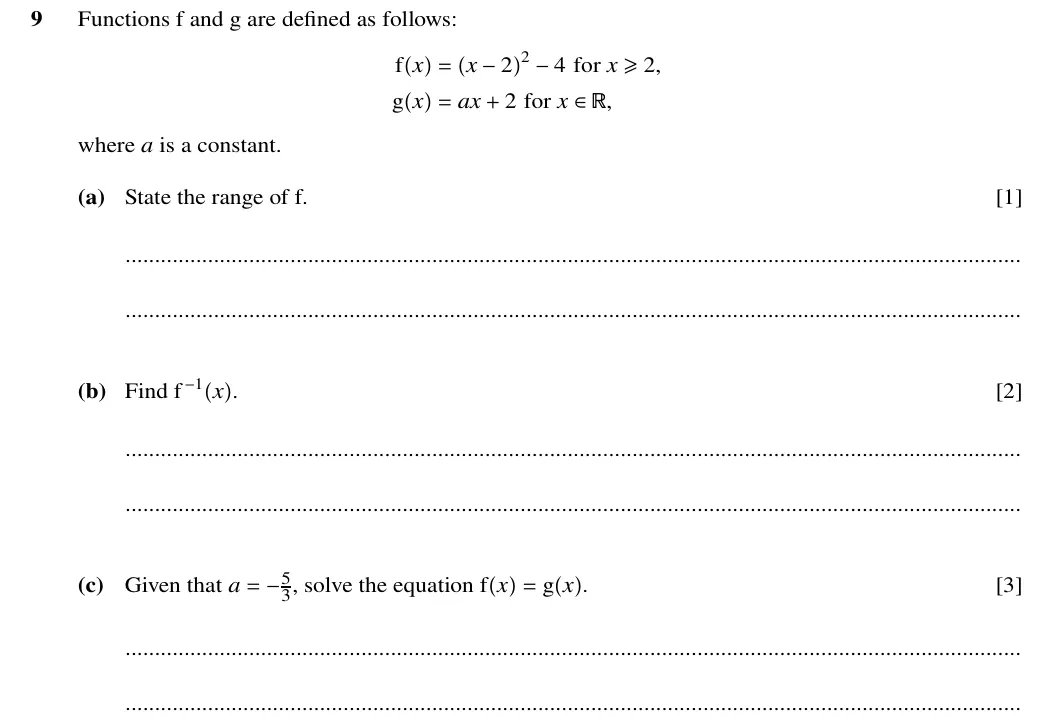 9 Functions f and g are defined as follows:
f(x) = (x − 2)² − 4 for x ⩾ 2,
g(x) = ax + 2 for x ∈ ℝ,
where a is a constant.
(a) State the range of f. [1]
(b) Find f⁻¹(x). [2]
(c) Given that a = −5/3, solve the equation f(x) = g(x). [3]